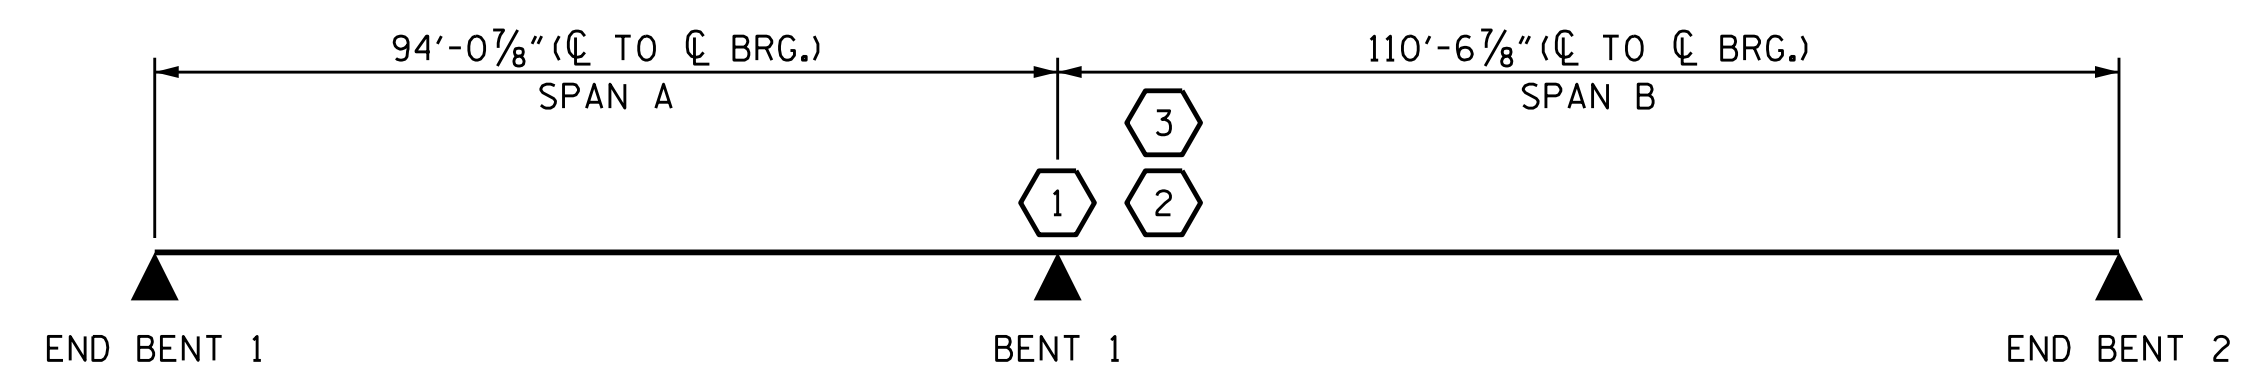 94'-0⅞"(℄ TO ℄ BRG.)
110'-6⅞"(℄ TO ℄ BRG.)
SPAN A
SPAN B
3
1
2
END BENT 1
BENT 1
END BENT 2